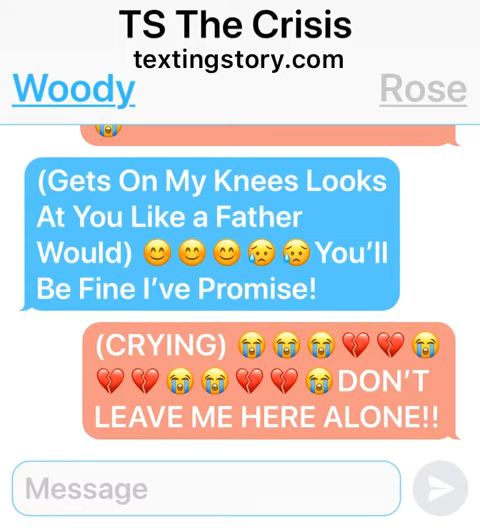 TS The Crisis
textingstory.com
Woody
Rose
😭
(Gets On My Knees Looks
At You Like a Father
Would) 😊😊😊😥😥You’ll
Be Fine I’ve Promise!
(CRYING) 😭😭😭💔💔😭
💔💔😭😭💔💔😭DON’T
LEAVE ME HERE ALONE!!
Message